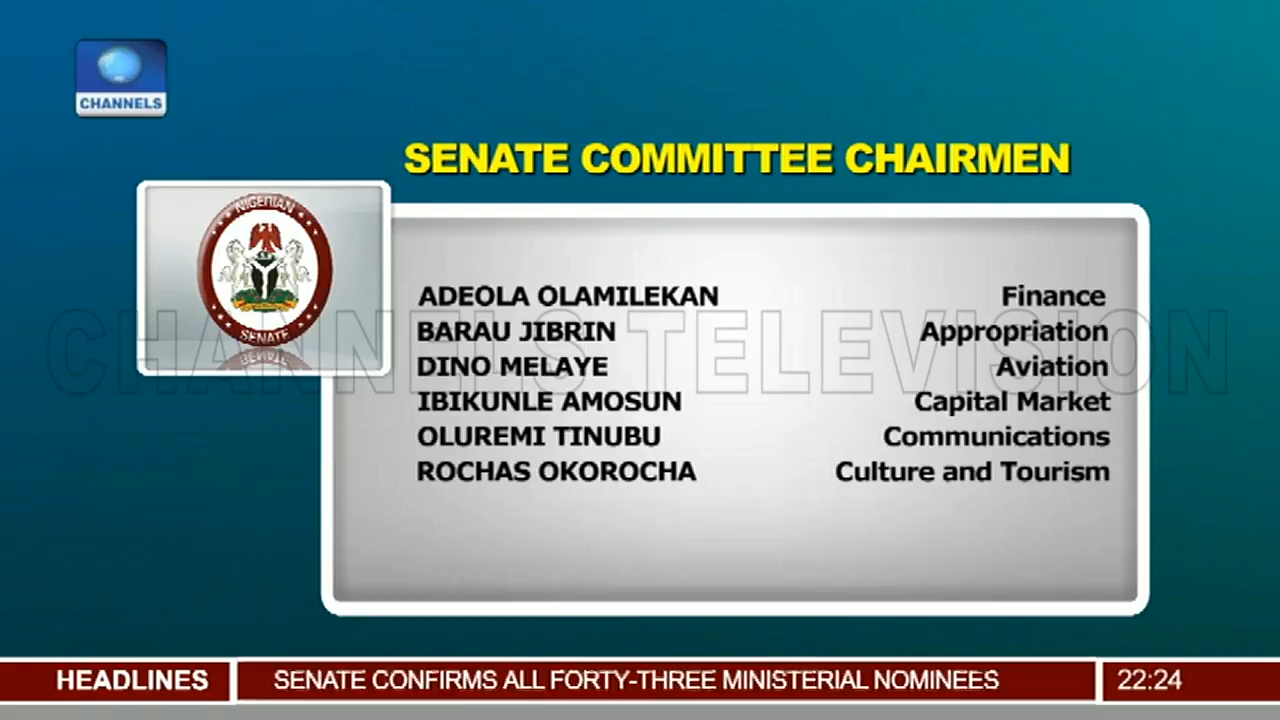 CHANNELS
SENATE COMMITTEE CHAIRMEN
NIGERIAN
SENATE
ADEOLA OLAMILEKAN Finance
BARAU JIBRIN Appropriation
DINO MELAYE Aviation
IBIKUNLE AMOSUN Capital Market
OLUREMI TINUBU Communications
ROCHAS OKOROCHA Culture and Tourism
CHANNELS TELEVISION
HEADLINES SENATE CONFIRMS ALL FORTY-THREE MINISTERIAL NOMINEES 22:24